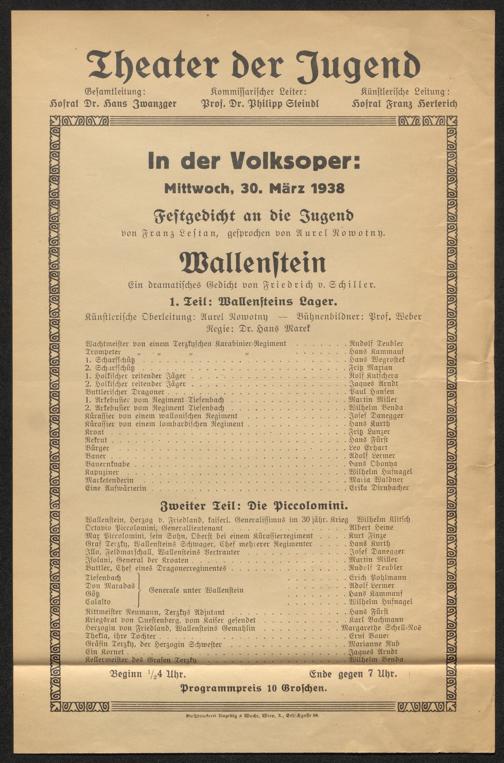 Theater der Jugend
Gesamtleitung: Kommissarischer Leiter: Künstlerische Leitung:
Hofrat Dr. Hans Zwanzger Prof. Dr. Philipp Steindl Hofrat Franz Herterich
In der Volksoper:
Mittwoch, 30. März 1938
Festgedicht an die Jugend
von Franz Lestan, gesprochen von Aurel Nowotny.
Wallenstein
Ein dramatisches Gedicht von Friedrich v. Schiller.
1. Teil: Wallensteins Lager.
Künstlerische Oberleitung: Aurel Nowotny — Bühnenbildner: Prof. Weber
Regie: Dr. Hans Marek
Wachtmeister von einem Terzkyschen Karabinier-Regiment Rudolf Teubler
Trompeter " " " " Hans Kammauf
1. Scharfschütz Hans Wegrostek
2. Scharfschütz Fritz Mazian
1. Holkischer reitender Jäger Rolf Kutschera
2. Holkischer reitender Jäger Jaques Arndt
Buttlerischer Dragoner Paul Hansen
1. Arkebusier vom Regiment Tiefenbach Martin Miller
2. Arkebusier vom Regiment Tiefenbach Wilhelm Benda
Kürassier von einem wallonischen Regiment Josef Danegger
Kürassier von einem lombardischen Regiment Hans Kurth
Kroat Fritz Lunzer
Rekrut Hans Fürst
Bürger Leo Erhart
Bauer Adolf Lermer
Bauernknabe Hans Obonya
Kapuziner Wilhelm Hufnagel
Marketenderin Maria Waldner
Eine Aufwärterin Erika Dirnbacher
Zweiter Teil: Die Piccolomini.
Wallenstein, Herzog v. Friedland, kaiserl. Generalissimus im 30 jähr. Krieg Wilhelm Klitsch
Octavio Piccolomini, Generallieutenant Albert Heine
Max Piccolomini, sein Sohn, Oberst bei einem Kürassierregiment Kurt Finze
Graf Terzky, Wallensteins Schwager, Chef mehrerer Regimenter Hans Kurth
Illo, Feldmarschall, Wallensteins Vertrauter Josef Danegger
Isolani, General der Kroaten Martin Miller
Buttler, Chef eines Dragonerregimentes Rudolf Teubler
Tiefenbach Erich Pohlmann
Don Maradas Adolf Lermer
Götz Generale unter Wallenstein Hans Kammauf
Colalto Wilhelm Hufnagel
Rittmeister Neumann, Terzkys Adjutant Hans Fürst
Kriegsrat von Questenberg, vom Kaiser gesendet Karl Bachmann
Herzogin von Friedland, Wallensteins Gemahlin Margarethe Schell-Noé
Thekla, ihre Tochter Erni Bauer
Gräfin Terzky, der Herzogin Schwester Marianne Rub
Ein Kornet Jaques Arndt
Kellermeister des Grafen Terzky Wilhelm Benda
Beginn ½4 Uhr. Ende gegen 7 Uhr.
Programmpreis 10 Groschen.